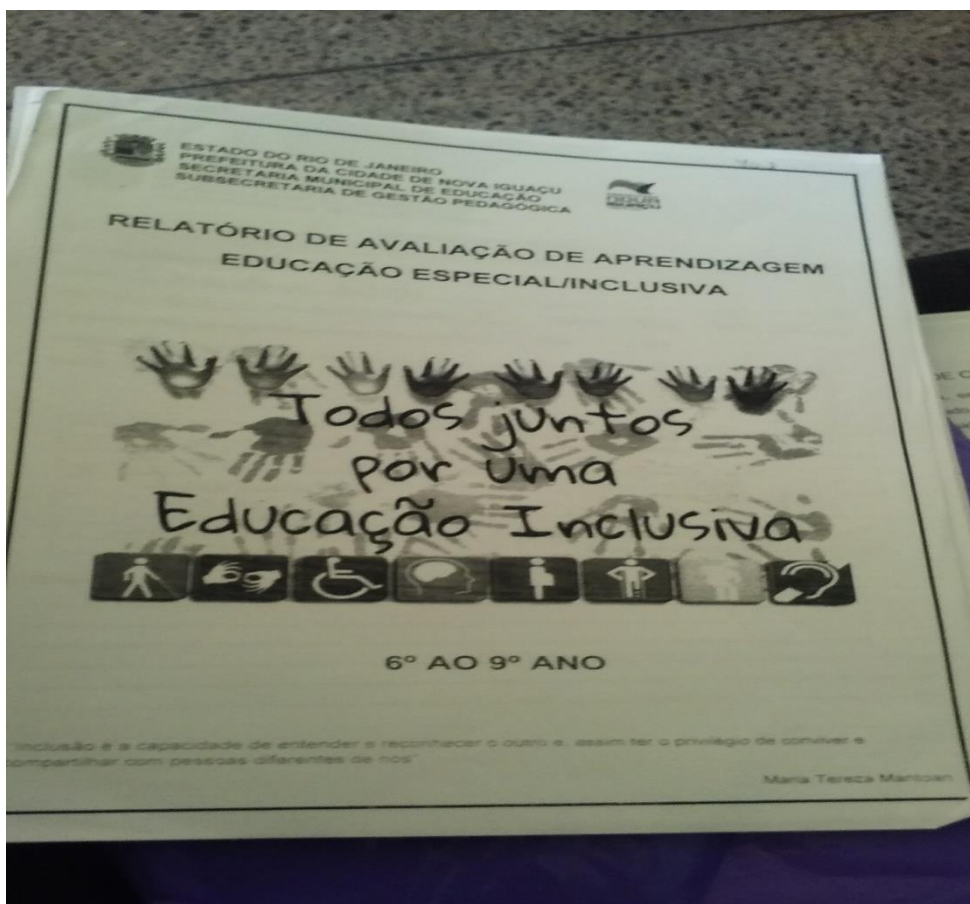 ESTADO DO RIO DE JANEIRO
PREFEITURA DA CIDADE DE NOVA IGUAÇU
SECRETARIA MUNICIPAL DE EDUCAÇÃO
SUBSECRETARIA DE GESTÃO PEDAGÓGICA
RELATÓRIO DE AVALIAÇÃO DE APRENDIZAGEM
EDUCAÇÃO ESPECIAL/INCLUSIVA
Todos juntos
por uma
Educação Inclusiva
6º AO 9º ANO
"Inclusão é a capacidade de entender e reconhecer o outro e, assim ter o privilégio de conviver e
compartilhar com pessoas diferentes de nós"
Maria Tereza Mantoan